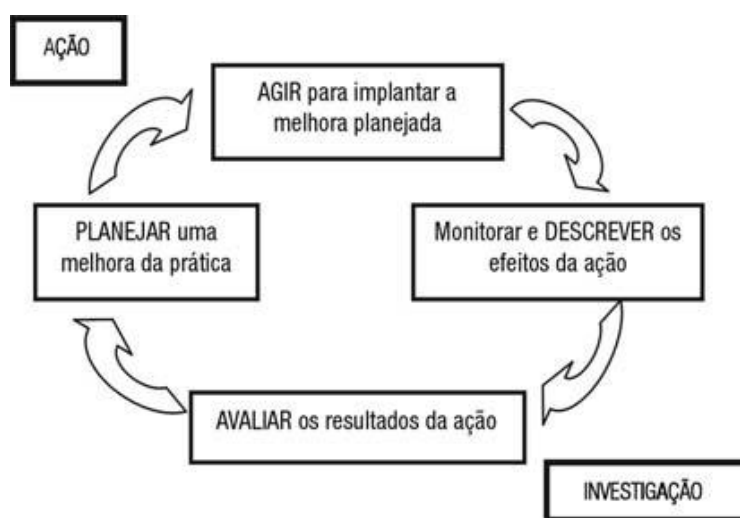 AÇÃO
AGIR para implantar a
melhora planejada
PLANEJAR uma
melhora da prática
Monitorar e DESCREVER os
efeitos da ação
AVALIAR os resultados da ação
INVESTIGAÇÃO